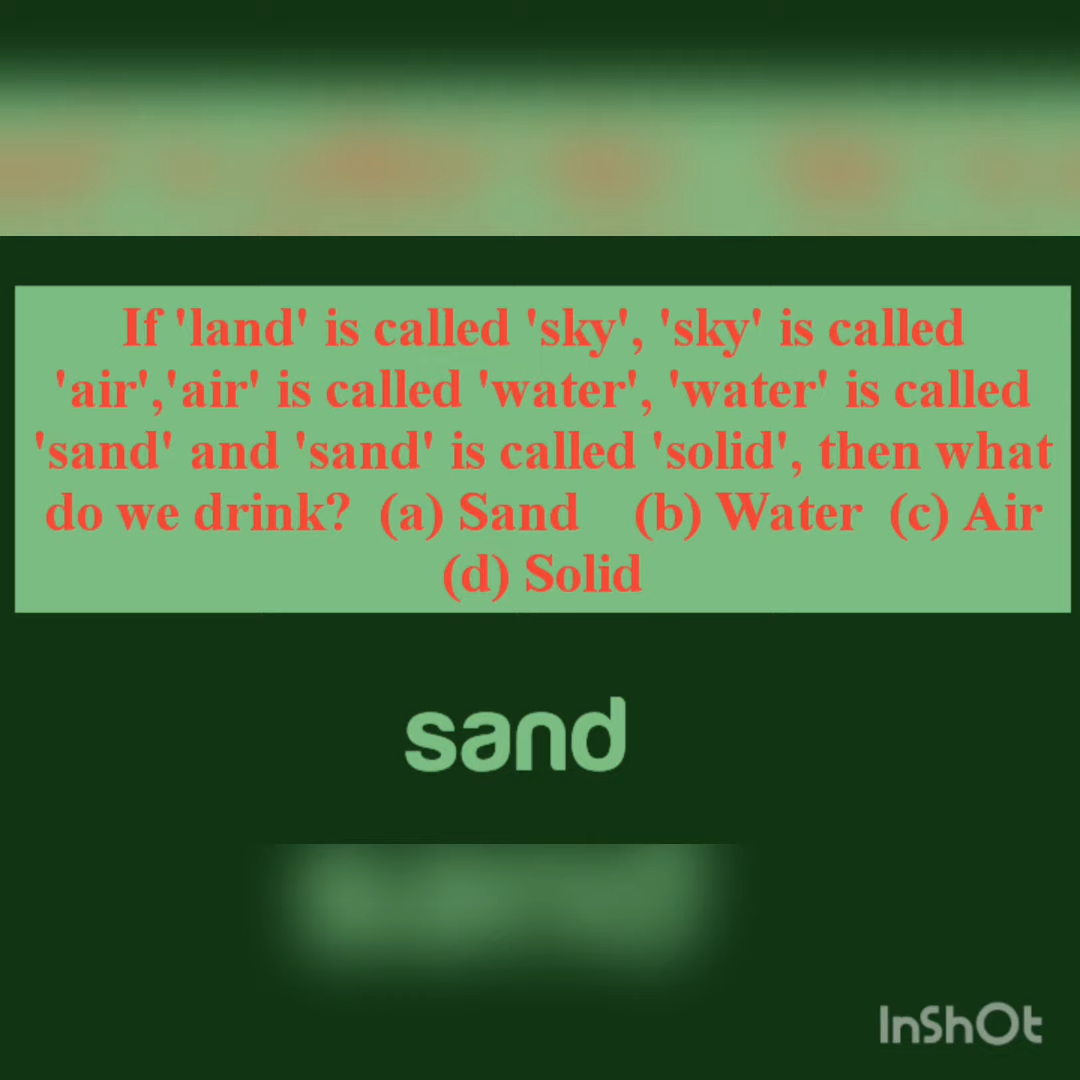 If 'land' is called 'sky', 'sky' is called
'air','air' is called 'water', 'water' is called
'sand' and 'sand' is called 'solid', then what
do we drink? (a) Sand (b) Water (c) Air
(d) Solid
sand
InShOt